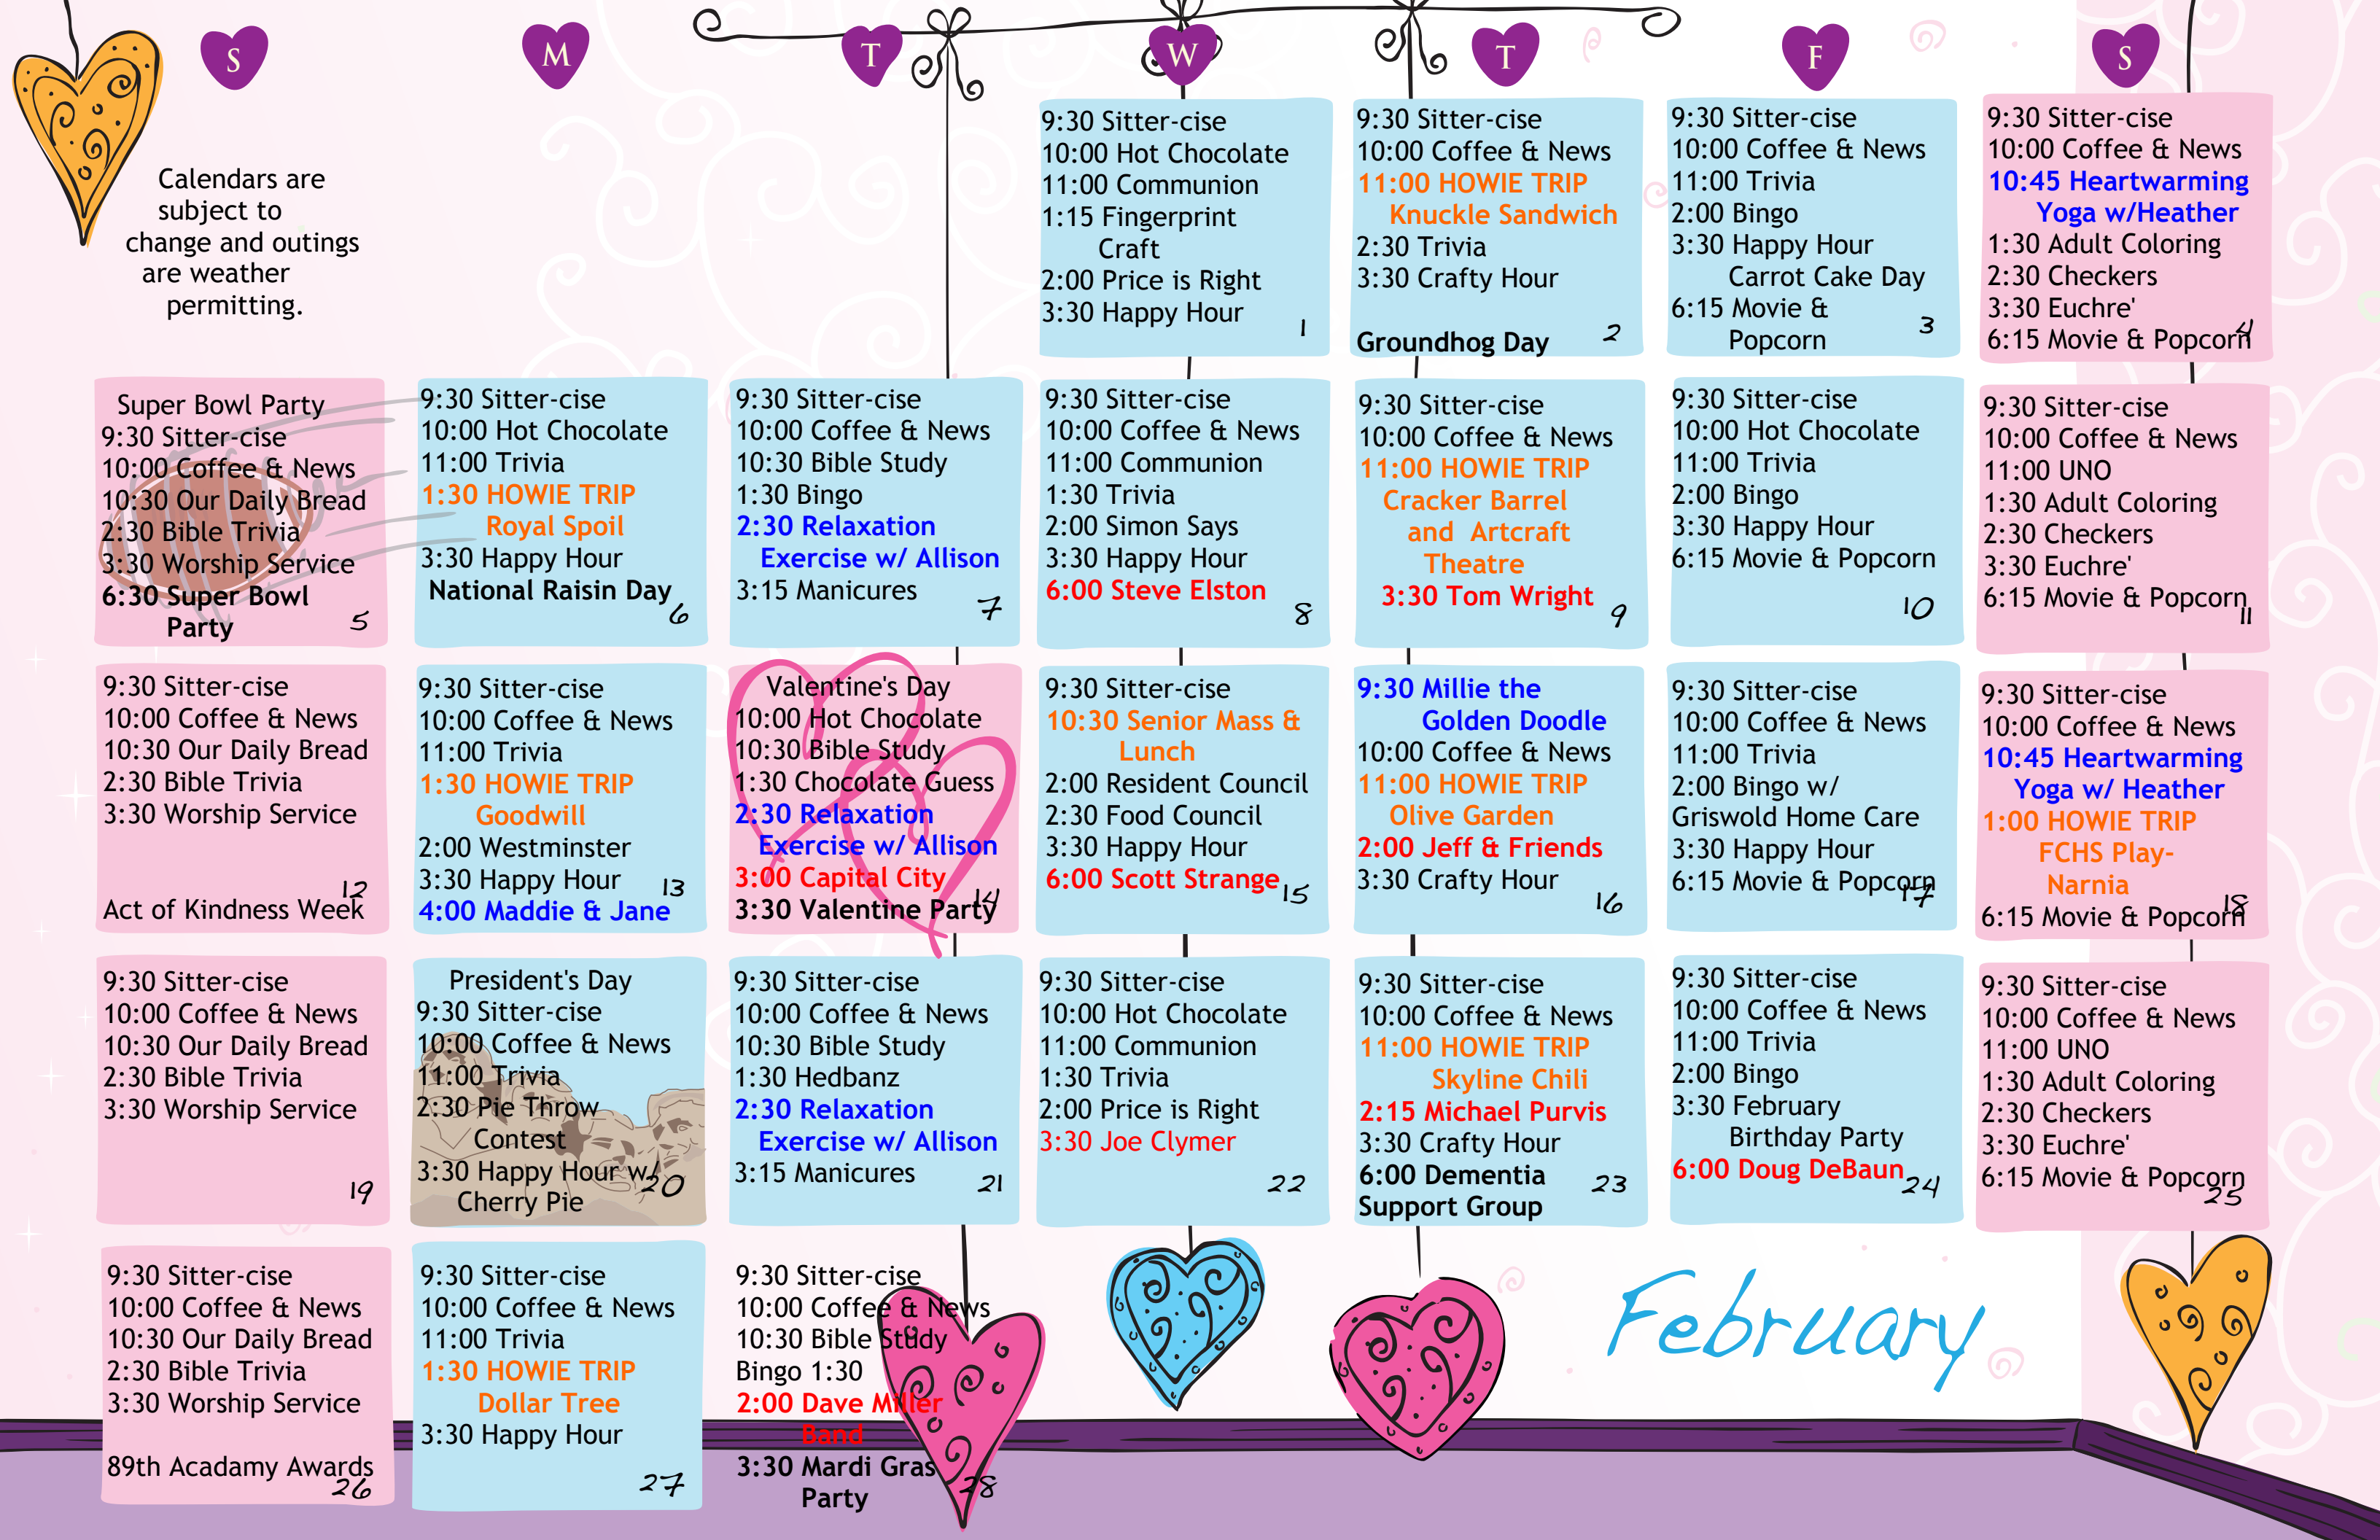 S
M
T
W
T
F
S
Calendars are
subject to
change and outings
are weather
permitting.
9:30 Sitter-cise
10:00 Hot Chocolate
11:00 Communion
1:15 Fingerprint
Craft
2:00 Price is Right
3:30 Happy Hour
1
9:30 Sitter-cise
10:00 Coffee & News
11:00 HOWIE TRIP
Knuckle Sandwich
2:30 Trivia
3:30 Crafty Hour
Groundhog Day
2
9:30 Sitter-cise
10:00 Coffee & News
11:00 Trivia
2:00 Bingo
3:30 Happy Hour
Carrot Cake Day
6:15 Movie &
Popcorn
3
9:30 Sitter-cise
10:00 Coffee & News
10:45 Heartwarming
Yoga w/Heather
1:30 Adult Coloring
2:30 Checkers
3:30 Euchre'
6:15 Movie & Popcorn
4
Super Bowl Party
9:30 Sitter-cise
10:00 Coffee & News
10:30 Our Daily Bread
2:30 Bible Trivia
3:30 Worship Service
6:30 Super Bowl
Party
5
9:30 Sitter-cise
10:00 Hot Chocolate
11:00 Trivia
1:30 HOWIE TRIP
Royal Spoil
3:30 Happy Hour
National Raisin Day
6
9:30 Sitter-cise
10:00 Coffee & News
10:30 Bible Study
1:30 Bingo
2:30 Relaxation
Exercise w/ Allison
3:15 Manicures
7
9:30 Sitter-cise
10:00 Coffee & News
11:00 Communion
1:30 Trivia
2:00 Simon Says
3:30 Happy Hour
6:00 Steve Elston
8
9:30 Sitter-cise
10:00 Coffee & News
11:00 HOWIE TRIP
Cracker Barrel
and Artcraft
Theatre
3:30 Tom Wright
9
9:30 Sitter-cise
10:00 Hot Chocolate
11:00 Trivia
2:00 Bingo
3:30 Happy Hour
6:15 Movie & Popcorn
10
9:30 Sitter-cise
10:00 Coffee & News
11:00 UNO
1:30 Adult Coloring
2:30 Checkers
3:30 Euchre'
6:15 Movie & Popcorn
11
9:30 Sitter-cise
10:00 Coffee & News
10:30 Our Daily Bread
2:30 Bible Trivia
3:30 Worship Service
12
Act of Kindness Week
9:30 Sitter-cise
10:00 Coffee & News
11:00 Trivia
1:30 HOWIE TRIP
Goodwill
2:00 Westminster
3:30 Happy Hour
13
4:00 Maddie & Jane
Valentine's Day
10:00 Hot Chocolate
10:30 Bible Study
1:30 Chocolate Guess
2:30 Relaxation
Exercise w/ Allison
3:00 Capital City
3:30 Valentine Party
14
9:30 Sitter-cise
10:30 Senior Mass &
Lunch
2:00 Resident Council
2:30 Food Council
3:30 Happy Hour
6:00 Scott Strange
15
9:30 Millie the
Golden Doodle
10:00 Coffee & News
11:00 HOWIE TRIP
Olive Garden
2:00 Jeff & Friends
3:30 Crafty Hour
16
9:30 Sitter-cise
10:00 Coffee & News
11:00 Trivia
2:00 Bingo w/
Griswold Home Care
3:30 Happy Hour
6:15 Movie & Popcorn
17
9:30 Sitter-cise
10:00 Coffee & News
10:45 Heartwarming
Yoga w/ Heather
1:00 HOWIE TRIP
FCHS Play-
Narnia
6:15 Movie & Popcorn
18
9:30 Sitter-cise
10:00 Coffee & News
10:30 Our Daily Bread
2:30 Bible Trivia
3:30 Worship Service
19
President's Day
9:30 Sitter-cise
10:00 Coffee & News
11:00 Trivia
2:30 Pie Throw
Contest
3:30 Happy Hour w/
Cherry Pie
20
9:30 Sitter-cise
10:00 Coffee & News
10:30 Bible Study
1:30 Hedbanz
2:30 Relaxation
Exercise w/ Allison
3:15 Manicures
21
9:30 Sitter-cise
10:00 Hot Chocolate
11:00 Communion
1:30 Trivia
2:00 Price is Right
3:30 Joe Clymer
22
9:30 Sitter-cise
10:00 Coffee & News
11:00 HOWIE TRIP
Skyline Chili
2:15 Michael Purvis
3:30 Crafty Hour
6:00 Dementia
Support Group
23
9:30 Sitter-cise
10:00 Coffee & News
11:00 Trivia
2:00 Bingo
3:30 February
Birthday Party
6:00 Doug DeBaun
24
9:30 Sitter-cise
10:00 Coffee & News
11:00 UNO
1:30 Adult Coloring
2:30 Checkers
3:30 Euchre'
6:15 Movie & Popcorn
25
9:30 Sitter-cise
10:00 Coffee & News
10:30 Our Daily Bread
2:30 Bible Trivia
3:30 Worship Service
89th Acadamy Awards
26
9:30 Sitter-cise
10:00 Coffee & News
11:00 Trivia
1:30 HOWIE TRIP
Dollar Tree
3:30 Happy Hour
27
9:30 Sitter-cise
10:00 Coffee & News
10:30 Bible Study
Bingo 1:30
2:00 Dave Miller
Band
3:30 Mardi Gras
Party
28
February